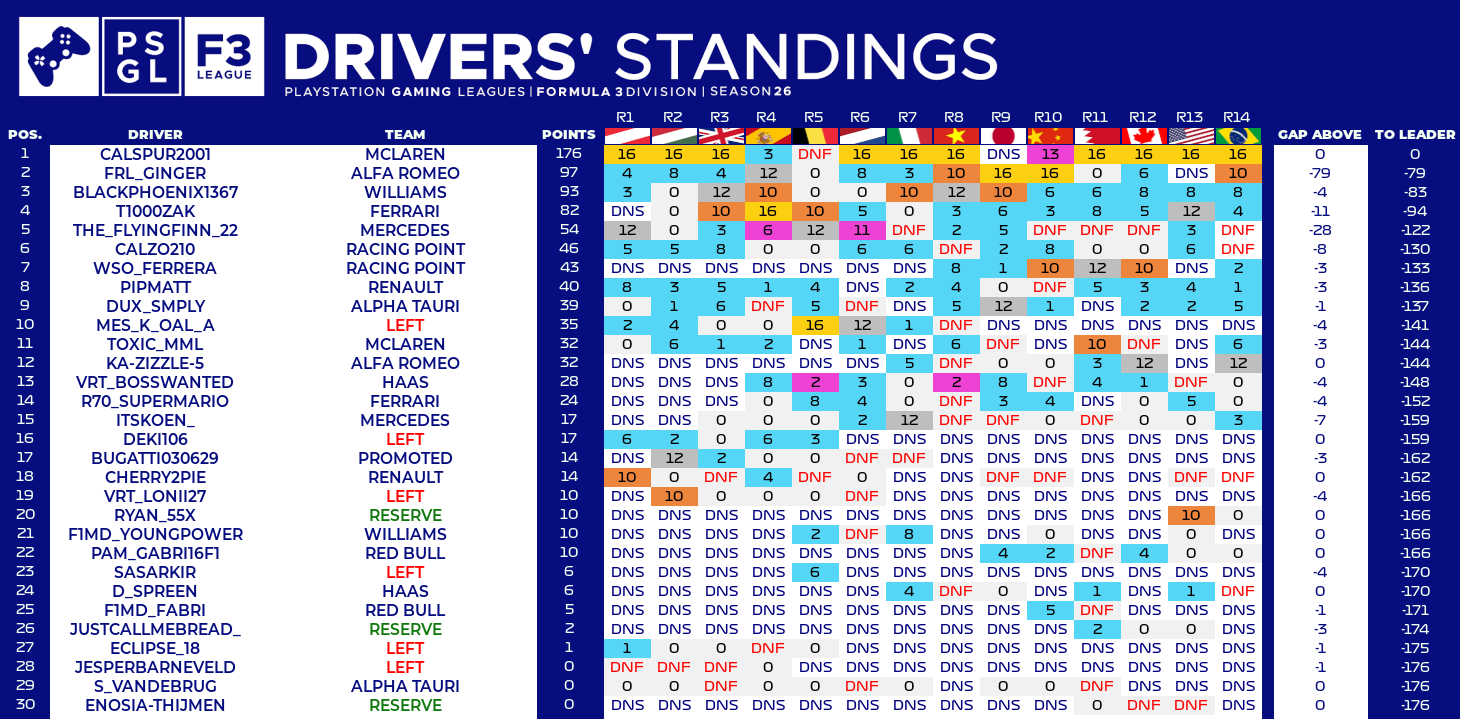 PS
GL
F3
LEAGUE
DRIVERS' STANDINGS
PLAYSTATION GAMING LEAGUES | FORMULA 3 DIVISION | SEASON 26
R1 R2 R3 R4 R5 R6 R7 R8 R9 R10 R11 R12 R13 R14
POS. DRIVER TEAM POINTS GAP ABOVE TO LEADER
1 CALSPUR2001 MCLAREN 176 16 16 16 3 DNF 16 16 16 DNS 13 16 16 16 16 0 0
2 FRL_GINGER ALFA ROMEO 97 4 8 4 12 0 8 3 10 16 16 0 6 DNS 10 -79 -79
3 BLACKPHOENIX1367 WILLIAMS 93 3 0 12 10 0 0 10 12 10 6 6 8 8 8 -4 -83
4 T1000ZAK FERRARI 82 DNS 0 10 16 10 5 0 3 6 3 8 5 12 4 -11 -94
5 THE_FLYINGFINN_22 MERCEDES 54 12 0 3 6 12 11 DNF 2 5 DNF DNF DNF 3 DNF -28 -122
6 CALZO210 RACING POINT 46 5 5 8 0 0 6 6 DNF 2 8 0 0 6 DNF -8 -130
7 WSO_FERRERA RACING POINT 43 DNS DNS DNS DNS DNS DNS DNS 8 1 10 12 10 DNS 2 -3 -133
8 PIPMATT RENAULT 40 8 3 5 1 4 DNS 2 4 0 DNF 5 3 4 1 -3 -136
9 DUX_SMPLY ALPHA TAURI 39 0 1 6 DNF 5 DNF DNS 5 12 1 DNS 2 2 5 -1 -137
10 MES_K_OAL_A LEFT 35 2 4 0 0 16 12 1 DNF DNS DNS DNS DNS DNS DNS -4 -141
11 TOXIC_MML MCLAREN 32 0 6 1 2 DNS 1 DNS 6 DNF DNS 10 DNF DNS 6 -3 -144
12 KA-ZIZZLE-5 ALFA ROMEO 32 DNS DNS DNS DNS DNS DNS 5 DNF 0 0 3 12 DNS 12 0 -144
13 VRT_BOSSWANTED HAAS 28 DNS DNS DNS 8 2 3 0 2 8 DNF 4 1 DNF 0 -4 -148
14 R70_SUPERMARIO FERRARI 24 DNS DNS DNS 0 8 4 0 DNF 3 4 DNS 0 5 0 -4 -152
15 ITSKOEN_ MERCEDES 17 DNS DNS 0 0 0 2 12 DNF DNF 0 DNF 0 0 3 -7 -159
16 DEKI106 LEFT 17 6 2 0 6 3 DNS DNS DNS DNS DNS DNS DNS DNS DNS 0 -159
17 BUGATTI030629 PROMOTED 14 DNS 12 2 0 0 DNF DNF DNS DNS DNS DNS DNS DNS DNS -3 -162
18 CHERRY2PIE RENAULT 14 10 0 DNF 4 DNF 0 DNS DNS DNF DNF DNS DNS DNF DNF 0 -162
19 VRT_LONII27 LEFT 10 DNS 10 0 0 0 DNF DNS DNS DNS DNS DNS DNS DNS DNS -4 -166
20 RYAN_55X RESERVE 10 DNS DNS DNS DNS DNS DNS DNS DNS DNS DNS DNS DNS 10 0 0 -166
21 F1MD_YOUNGPOWER WILLIAMS 10 DNS DNS DNS DNS 2 DNF 8 DNS DNS 0 DNS DNS 0 DNS 0 -166
22 PAM_GABRI16F1 RED BULL 10 DNS DNS DNS DNS DNS DNS DNS DNS 4 2 DNF 4 0 0 0 -166
23 SASARKIR LEFT 6 DNS DNS DNS DNS 6 DNS DNS DNS DNS DNS DNS DNS DNS DNS -4 -170
24 D_SPREEN HAAS 6 DNS DNS DNS DNS DNS DNS 4 DNF 0 DNS 1 DNS 1 DNF 0 -170
25 F1MD_FABRI RED BULL 5 DNS DNS DNS DNS DNS DNS DNS DNS DNS 5 DNF DNS DNS DNS -1 -171
26 JUSTCALLMEBREAD_ RESERVE 2 DNS DNS DNS DNS DNS DNS DNS DNS DNS DNS 2 0 0 DNS -3 -174
27 ECLIPSE_18 LEFT 1 1 0 0 DNF 0 DNS DNS DNS DNS DNS DNS DNS DNS DNS -1 -175
28 JESPERBARNEVELD LEFT 0 DNF DNF DNF 0 DNS DNS DNS DNS DNS DNS DNS DNS DNS DNS -1 -176
29 S_VANDEBRUG ALPHA TAURI 0 0 0 DNF 0 0 DNF 0 DNS 0 0 DNF DNS DNS DNS 0 -176
30 ENOSIA-THIJMEN RESERVE 0 DNS DNS DNS DNS DNS DNS DNS DNS DNS DNS 0 DNF DNF DNS 0 -176